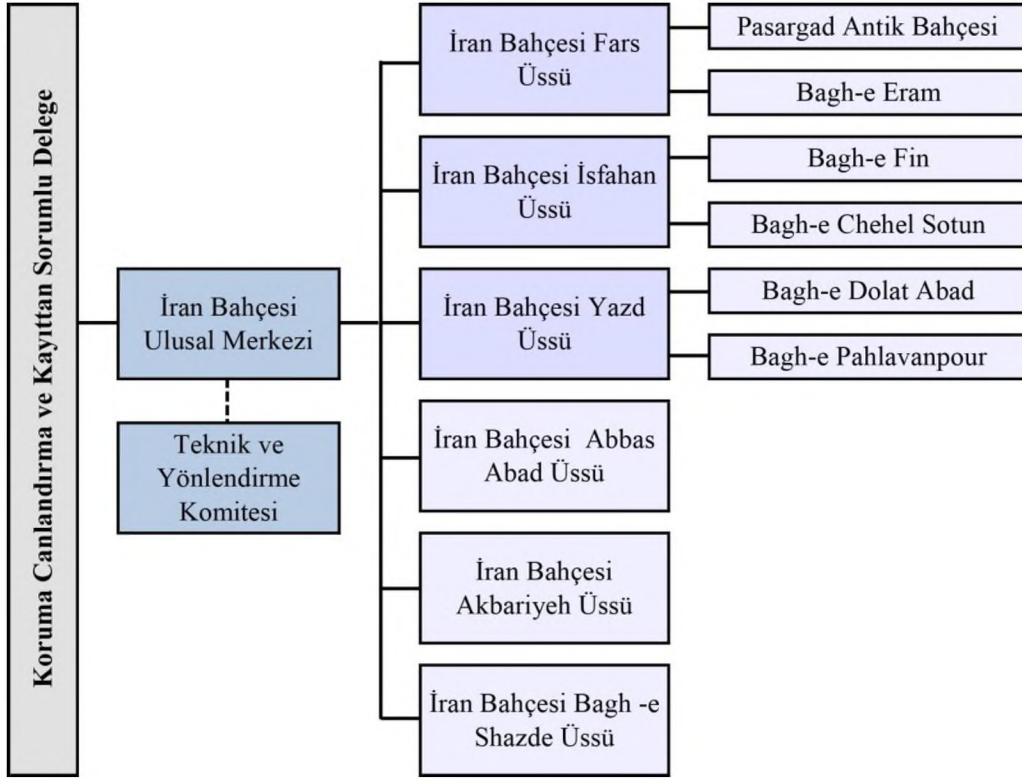 Koruma Canlandırma ve Kayıttan Sorumlu Delege
İran Bahçesi
Ulusal Merkezi
Teknik ve
Yönlendirme
Komitesi
İran Bahçesi Fars
Üssü
Pasargad Antik Bahçesi
Bagh-e Eram
İran Bahçesi İsfahan
Üssü
Bagh-e Fin
Bagh-e Chehel Sotun
İran Bahçesi Yazd
Üssü
Bagh-e Dolat Abad
Bagh-e Pahlavanpour
İran Bahçesi Abbas
Abad Üssü
İran Bahçesi
Akbariyeh Üssü
İran Bahçesi Bagh -e
Shazde Üssü